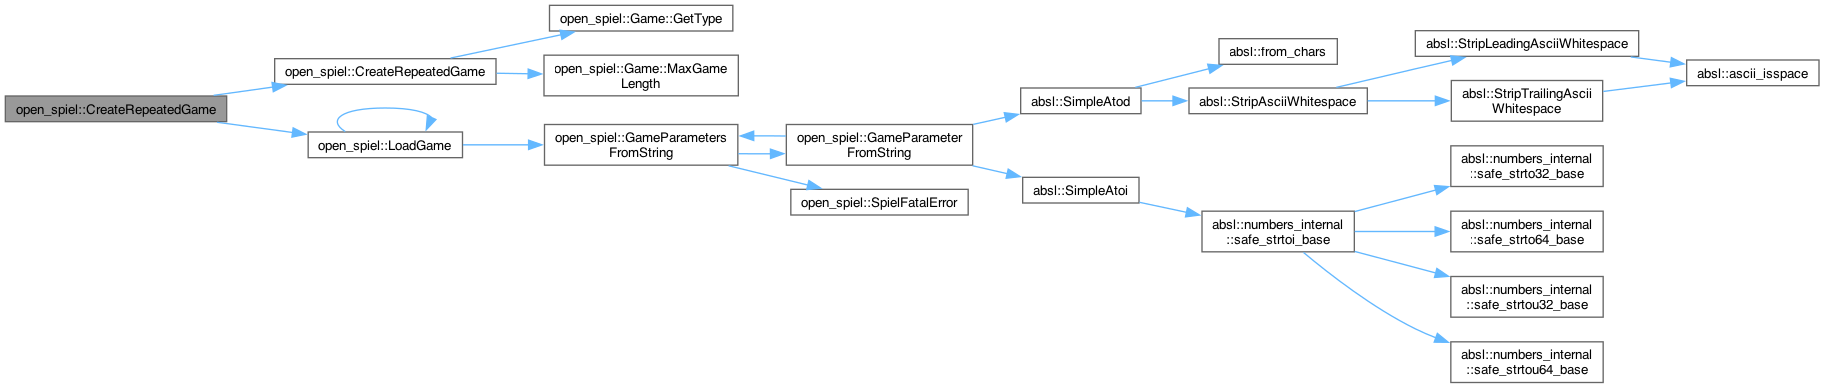 open_spiel::CreateRepeatedGame
open_spiel::CreateRepeatedGame
open_spiel::Game::GetType
open_spiel::Game::MaxGame
Length
open_spiel::LoadGame
open_spiel::GameParameters
FromString
open_spiel::GameParameter
FromString
open_spiel::SpielFatalError
absl::SimpleAtod
absl::from_chars
absl::StripAsciiWhitespace
absl::StripLeadingAsciiWhitespace
absl::StripTrailingAscii
Whitespace
absl::ascii_isspace
absl::SimpleAtoi
absl::numbers_internal
::safe_strtoi_base
absl::numbers_internal
::safe_strto32_base
absl::numbers_internal
::safe_strto64_base
absl::numbers_internal
::safe_strtou32_base
absl::numbers_internal
::safe_strtou64_base